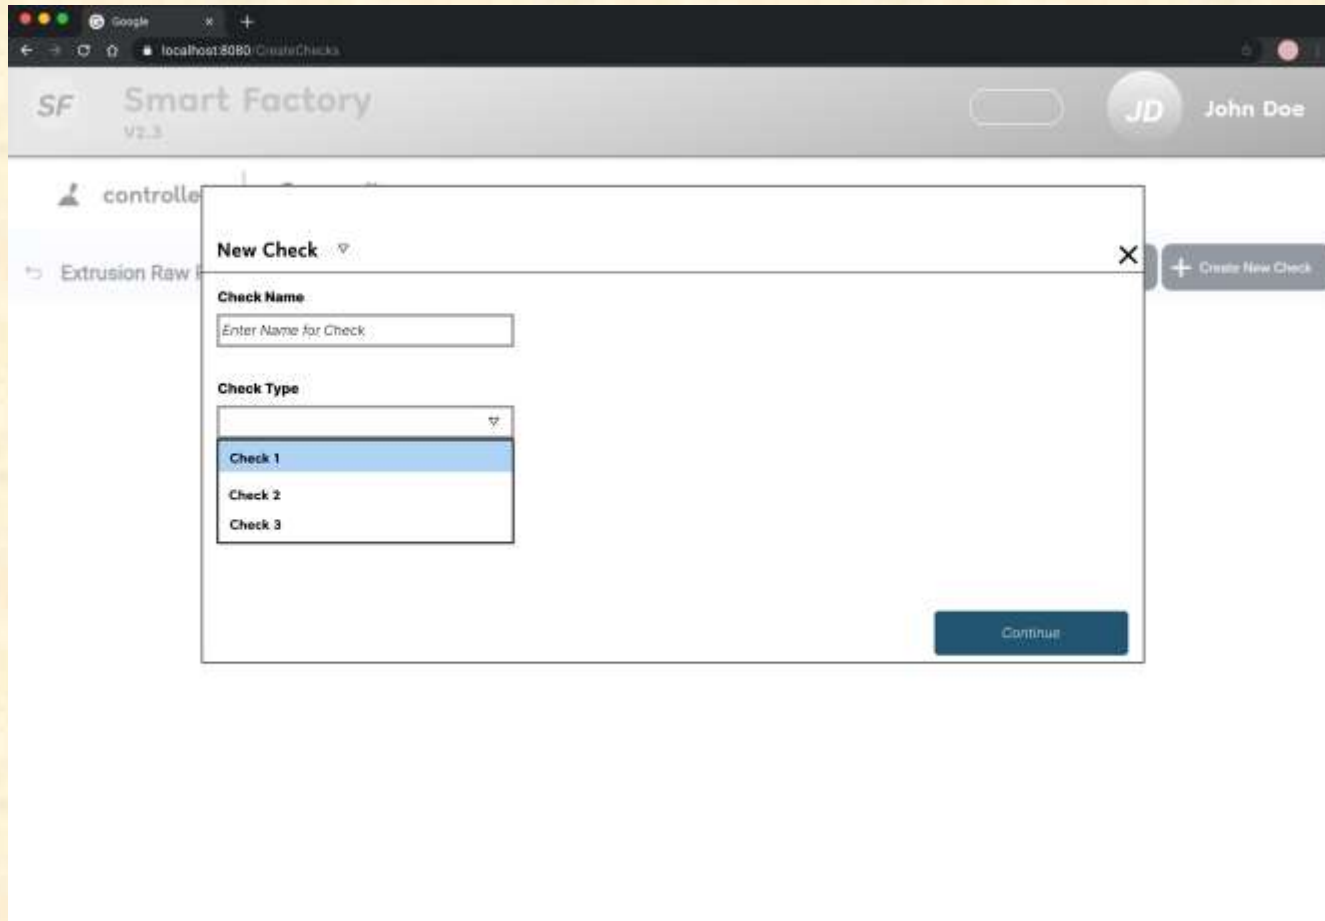 Google
localhost:8080/CreateChecks
SF Smart Factory
V2.3
JD John Doe
controlle
New Check
Extrusion Raw
Create New Check
Check Name
Enter Name for Check
Check Type
Check 1
Check 2
Check 3
Continue